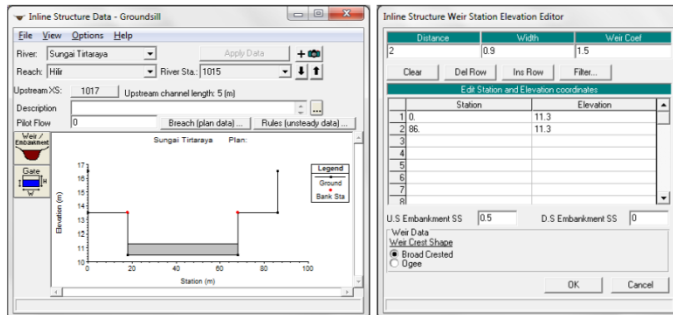 Inline Structure Data - Groundsill
File View Options Help
River: Sungai Tirtaraya Apply Data
Reach: Hilir River Sta.: 1015
Upstream XS: 1017 Upstream channel length: 5 (m)
Description ...
Pilot Flow 0 Breach (plan data) ... Rules (unsteady data) ...
Weir / Embankment
Gate
Sungai Tirtaraya Plan:
Elevation (m)
17
16
15
14
13
12
11
10
0 20 40 60 80 100
Station (m)
Legend
Ground
Bank Sta
Inline Structure Weir Station Elevation Editor
Distance Width Weir Coef
2 0.9 1.5
Clear Del Row Ins Row Filter...
Edit Station and Elevation coordinates
Station Elevation
1 0. 11.3
2 86. 11.3
3
4
5
6
7
8
U.S Embankment SS 0.5 D.S Embankment SS 0
Weir Data
Weir Crest Shape
Broad Crested
Ogee
OK Cancel